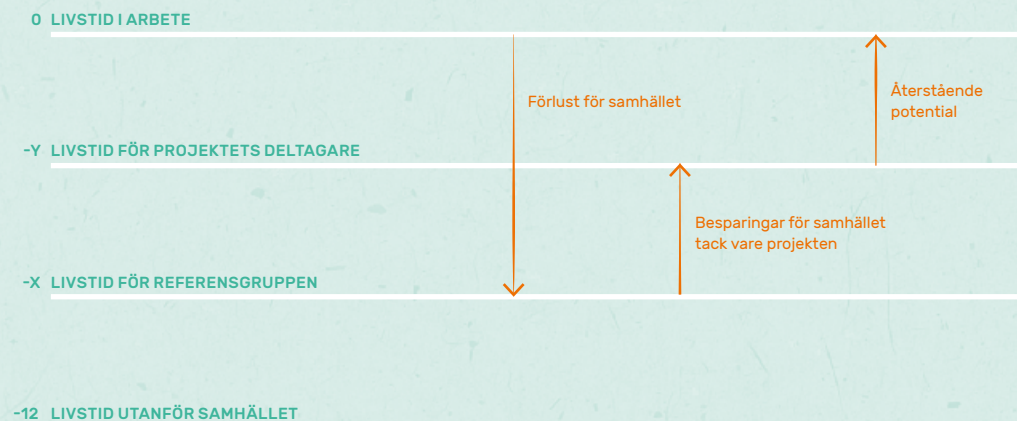 0 LIVSTID I ARBETE
Förlust för samhället
Återstående
potential
-Y LIVSTID FÖR PROJEKTETS DELTAGARE
Besparingar för samhället
tack vare projekten
-X LIVSTID FÖR REFERENSGRUPPEN
-12 LIVSTID UTANFÖR SAMHÄLLET